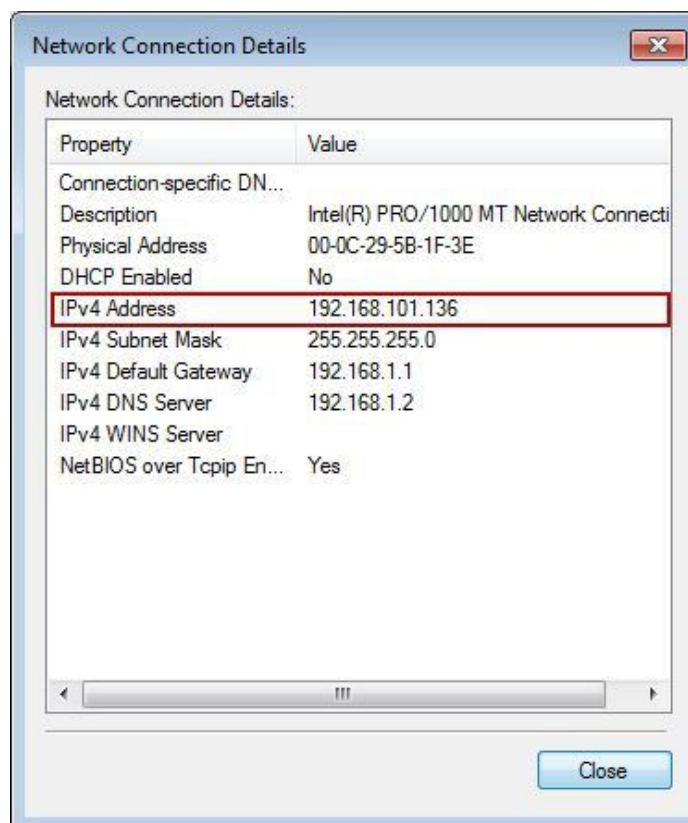 Network Connection Details
Network Connection Details:
Property Value
Connection-specific DN...
Description Intel(R) PRO/1000 MT Network Connecti
Physical Address 00-0C-29-5B-1F-3E
DHCP Enabled No
IPv4 Address 192.168.101.136
IPv4 Subnet Mask 255.255.255.0
IPv4 Default Gateway 192.168.1.1
IPv4 DNS Server 192.168.1.2
IPv4 WINS Server
NetBIOS over Tcpip En... Yes
Close